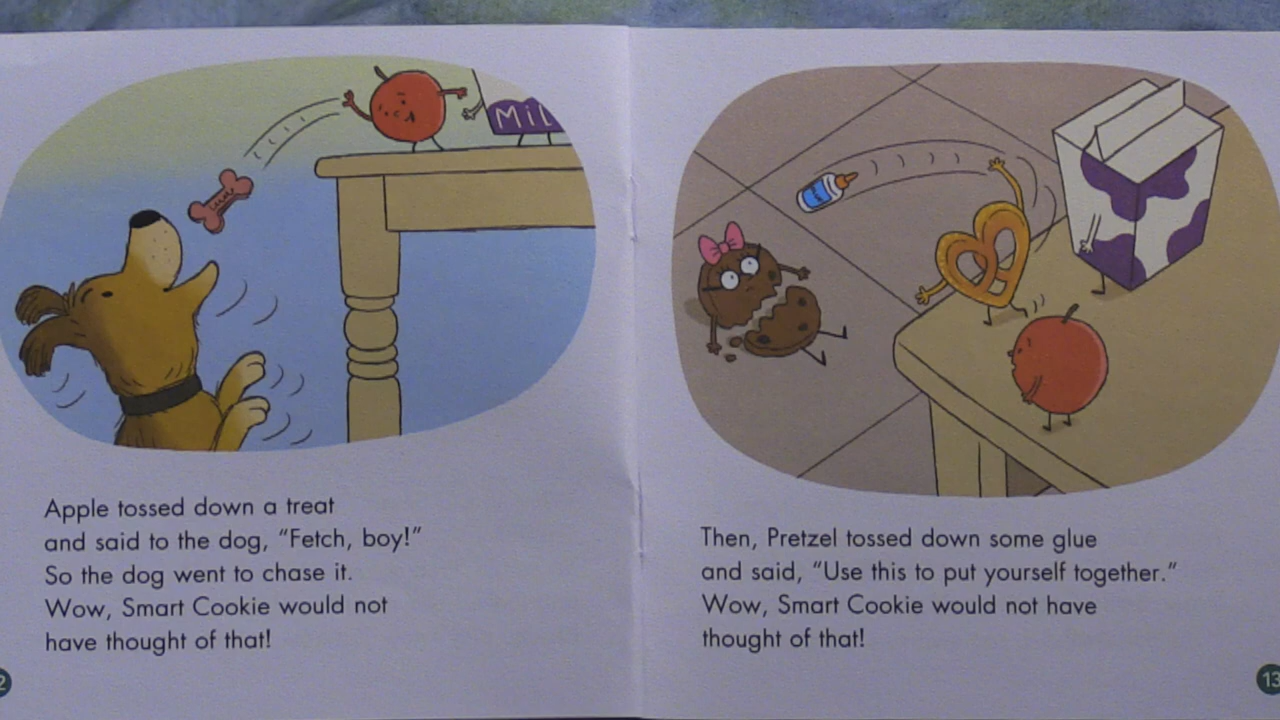 Mil
Apple tossed down a treat
and said to the dog, “Fetch, boy!”
So the dog went to chase it.
Wow, Smart Cookie would not
have thought of that!
2
Then, Pretzel tossed down some glue
and said, “Use this to put yourself together.”
Wow, Smart Cookie would not have
thought of that!
13